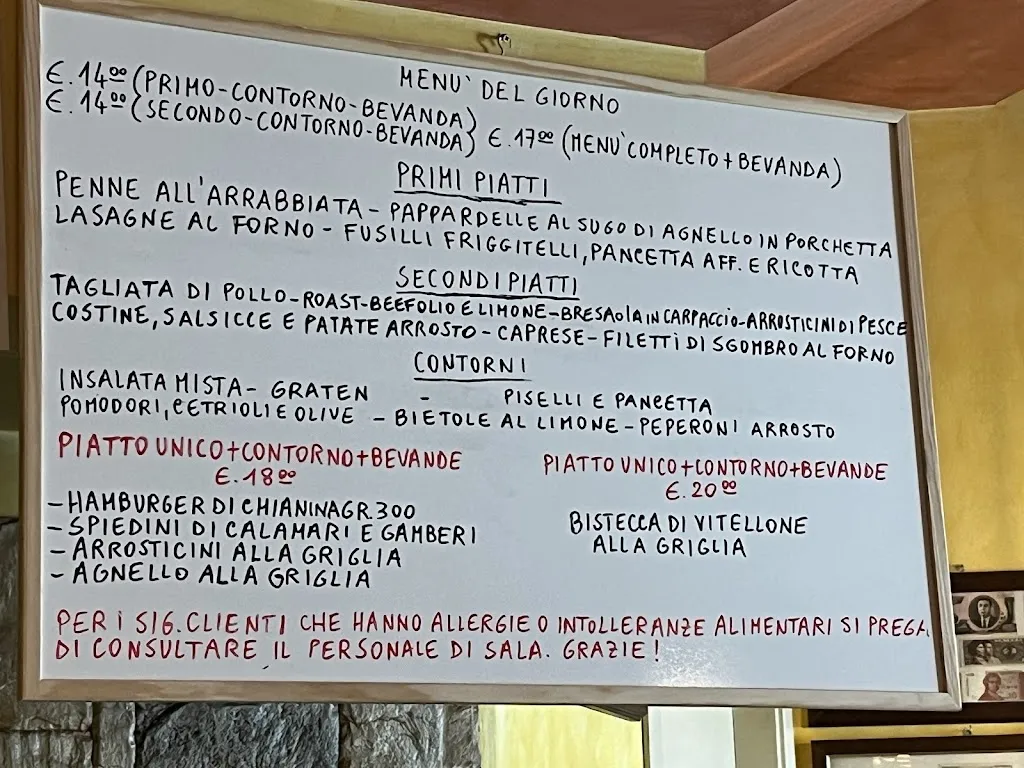 MENU' DEL GIORNO
€.14⁰⁰ (PRIMO-CONTORNO-BEVANDA)
€.14⁰⁰ (SECONDO-CONTORNO-BEVANDA) €.17⁰⁰ (MENU' COMPLETO + BEVANDA)
PRIMI PIATTI
PENNE ALL'ARRABBIATA - PAPPARDELLE AL SUGO DI AGNELLO IN PORCHETTA
LASAGNE AL FORNO - FUSILLI FRIGGITELLI, PANCETTA AFF. E RICOTTA
SECONDI PIATTI
TAGLIATA DI POLLO-ROAST-BEEF OLIO E LIMONE-BRESAOLA IN CARPACCIO-ARROSTICINI DI PESCE
COSTINE, SALSICCE E PATATE ARROSTO - CAPRESE - FILETTI DI SGOMBRO AL FORNO
CONTORNI
INSALATA MISTA - GRATEN - PISELLI E PANCETTA
POMODORI, CETRIOLI E OLIVE - BIETOLE AL LIMONE - PEPERONI ARROSTO
PIATTO UNICO+CONTORNO+BEVANDE
€.18⁰⁰
-HAMBURGER DI CHIANINA GR.300
-SPIEDINI DI CALAMARI E GAMBERI
-ARROSTICINI ALLA GRIGLIA
-AGNELLO ALLA GRIGLIA
PIATTO UNICO+CONTORNO+BEVANDE
€.20⁰⁰
BISTECCA DI VITELLONE
ALLA GRIGLIA
PER I SIG. CLIENTI CHE HANNO ALLERGIE O INTOLLERANZE ALIMENTARI SI PREGA
DI CONSULTARE IL PERSONALE DI SALA. GRAZIE!